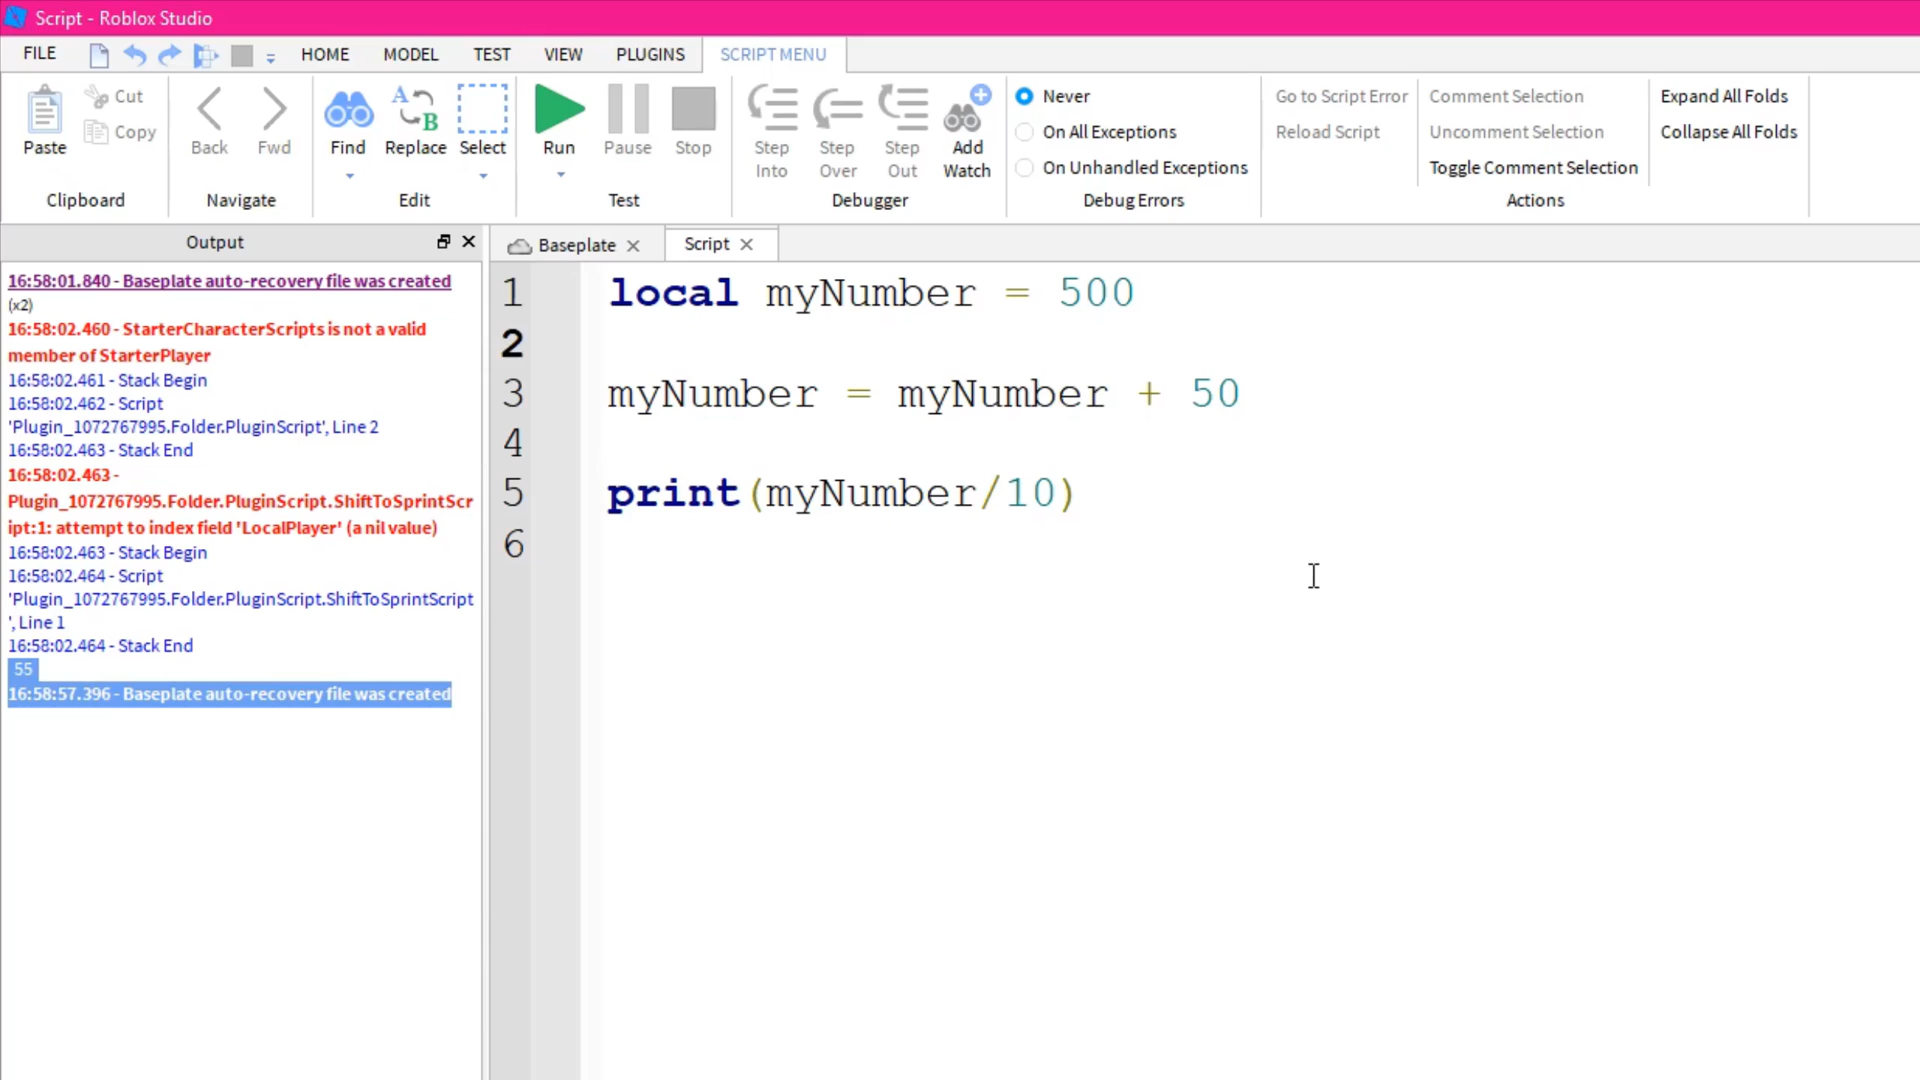 Script - Roblox Studio
FILE HOME MODEL TEST VIEW PLUGINS SCRIPT MENU
Paste
Cut
Copy
Clipboard
Back
Fwd
Navigate
Find
Replace
Select
Edit
Run
Pause
Stop
Test
Step Into
Step Over
Step Out
Add Watch
Debugger
Never
On All Exceptions
On Unhandled Exceptions
Debug Errors
Go to Script Error
Reload Script
Comment Selection
Uncomment Selection
Toggle Comment Selection
Actions
Expand All Folds
Collapse All Folds
Output
16:58:01.840 - Baseplate auto-recovery file was created
(x2)
16:58:02.460 - StarterCharacterScripts is not a valid
member of StarterPlayer
16:58:02.461 - Stack Begin
16:58:02.462 - Script
'Plugin_1072767995.Folder.PluginScript', Line 2
16:58:02.463 - Stack End
16:58:02.463 -
Plugin_1072767995.Folder.PluginScript.ShiftToSprintScr
ipt:1: attempt to index field 'LocalPlayer' (a nil value)
16:58:02.463 - Stack Begin
16:58:02.464 - Script
'Plugin_1072767995.Folder.PluginScript.ShiftToSprintScript
', Line 1
16:58:02.464 - Stack End
55
16:58:57.396 - Baseplate auto-recovery file was created
Baseplate
Script
1 local myNumber = 500
2
3 myNumber = myNumber + 50
4
5 print(myNumber/10)
6